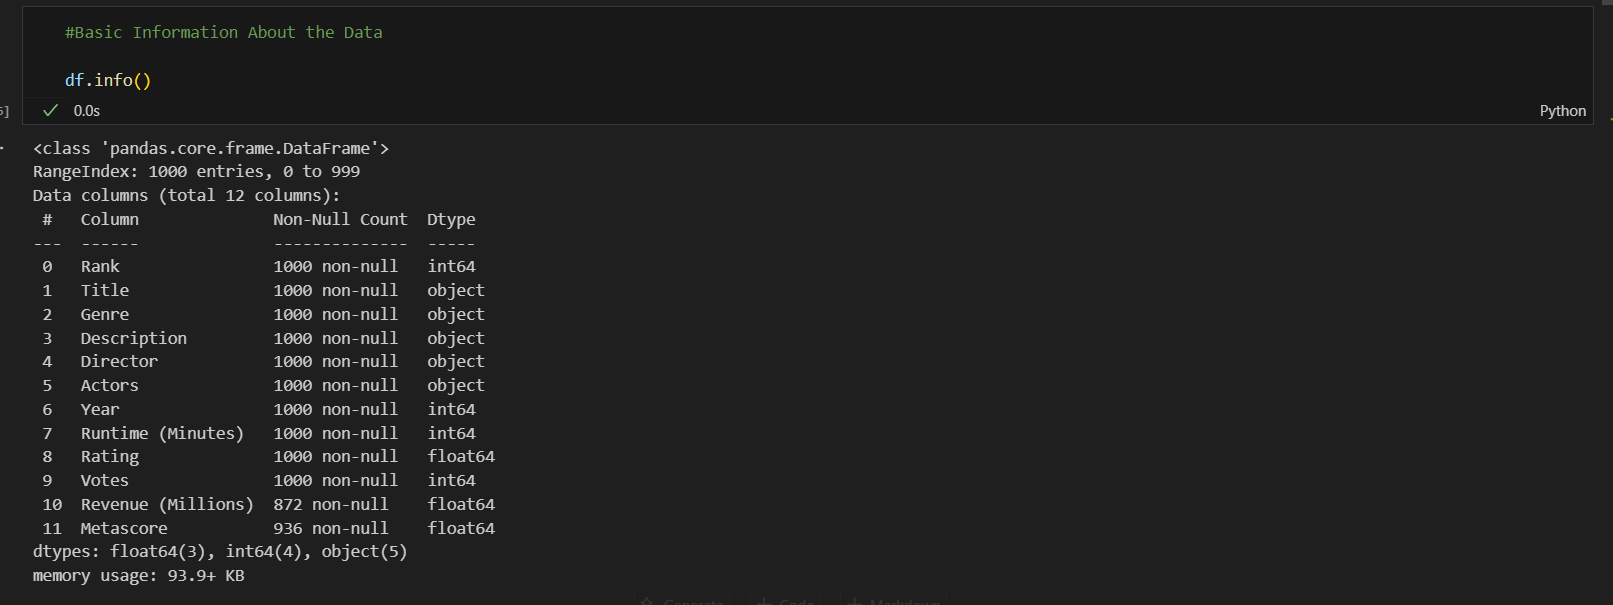 #Basic Information About the Data
df.info()
0.0s
Python
<class 'pandas.core.frame.DataFrame'>
RangeIndex: 1000 entries, 0 to 999
Data columns (total 12 columns):
 #   Column              Non-Null Count  Dtype
---  ------              --------------  -----
 0   Rank                1000 non-null   int64
 1   Title               1000 non-null   object
 2   Genre               1000 non-null   object
 3   Description         1000 non-null   object
 4   Director            1000 non-null   object
 5   Actors              1000 non-null   object
 6   Year                1000 non-null   int64
 7   Runtime (Minutes)   1000 non-null   int64
 8   Rating              1000 non-null   float64
 9   Votes               1000 non-null   int64
 10  Revenue (Millions)  872 non-null    float64
 11  Metascore           936 non-null    float64
dtypes: float64(3), int64(4), object(5)
memory usage: 93.9+ KB
Generate + Code + Markdown